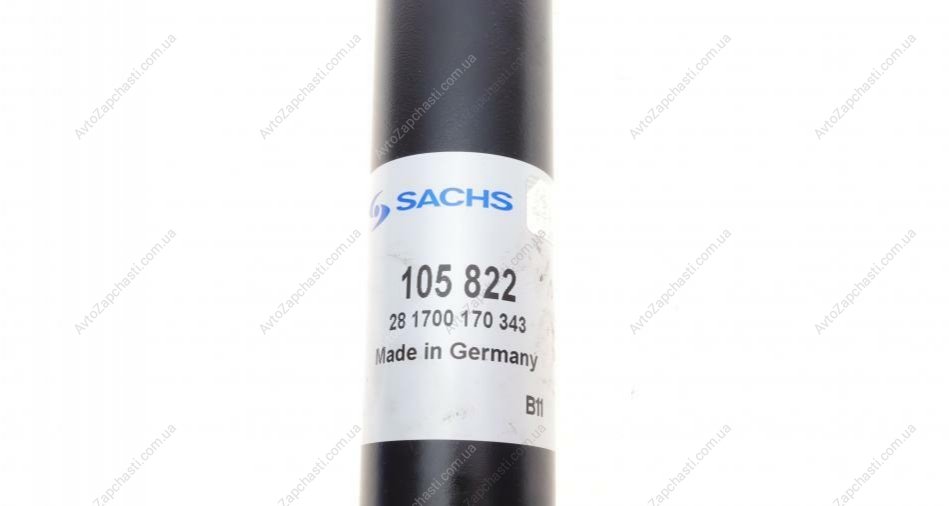 SACHS
105 822
28 1700 170 343
Made in Germany
B11
AvtoZapchasti.com.ua